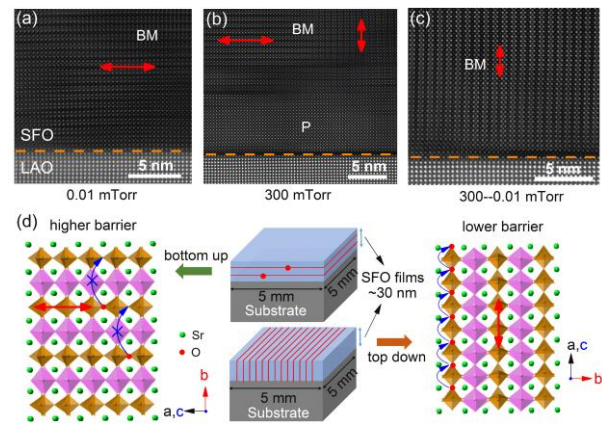 (a)
BM
SFO
LAO
5 nm
0.01 mTorr
(b)
BM
P
5 nm
300 mTorr
(c)
BM
5 nm
300--0.01 mTorr
(d)
higher barrier
bottom up
Sr
O
b
a,c
5 mm
5 mm
Substrate
SFO films
~30 nm
5 mm
5 mm
Substrate
top down
lower barrier
a,c
b